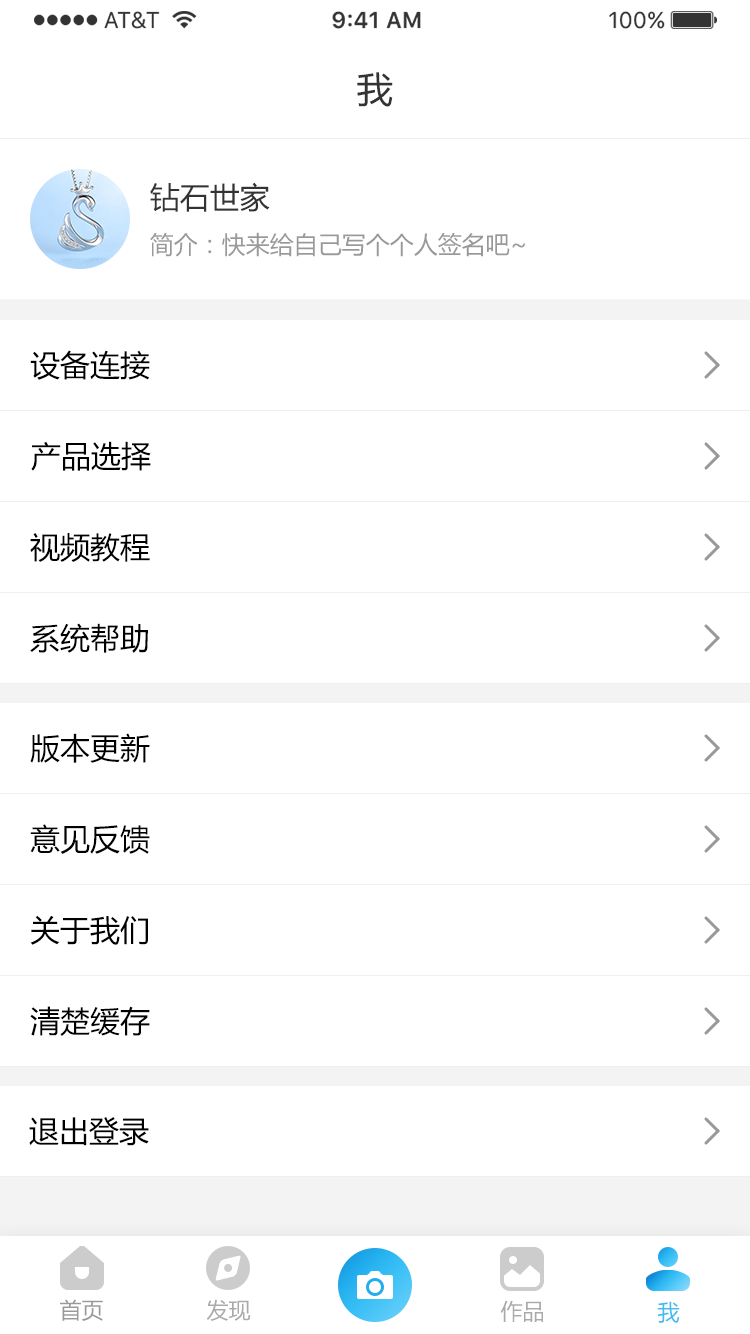 ●●●●● AT&T 9:41 AM 100%
我
钻石世家
简介：快来给自己写个个人签名吧~
设备连接
产品选择
视频教程
系统帮助
版本更新
意见反馈
关于我们
清楚缓存
退出登录
首页 发现 作品 我